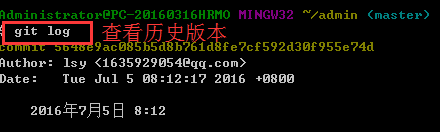 Administrator@PC-20160316HRMO MINGW32 ~/admin (master)
git log 查看历史版本
commit 5646e9ac085b5d8b761d8fe7cf592d30f955e74d
Author: lsy <1635929054@qq.com>
Date:   Tue Jul 5 08:12:17 2016 +0800
2016年7月5日 8:12